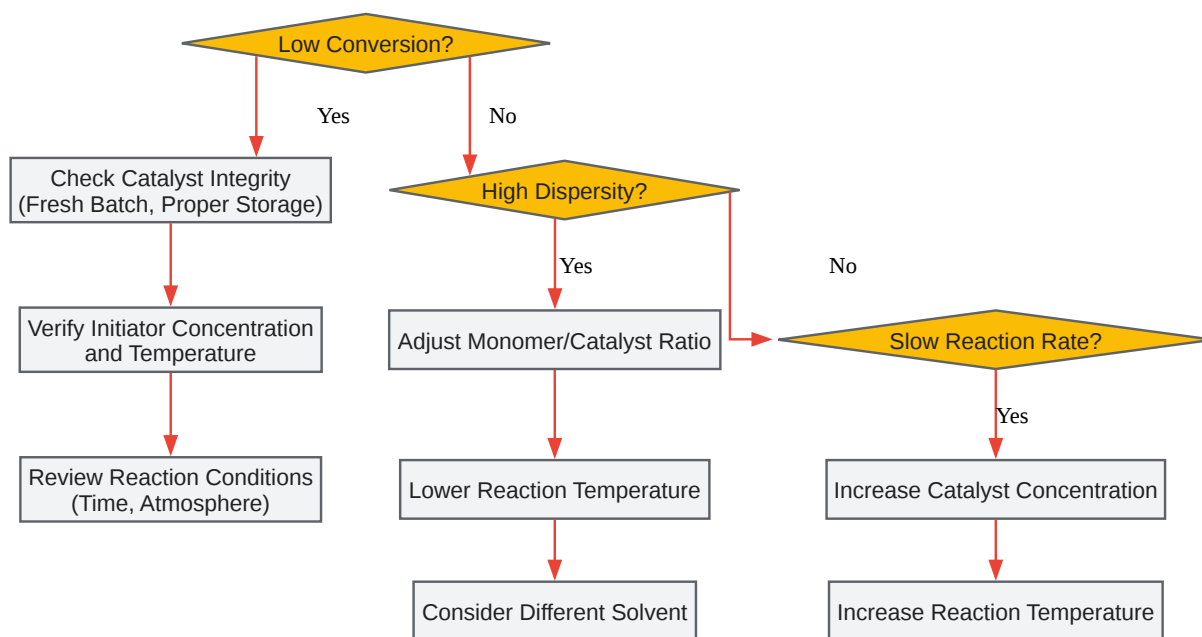 Low Conversion?
Yes
No
Check Catalyst Integrity
(Fresh Batch, Proper Storage)
High Dispersity?
Yes
No
Verify Initiator Concentration
and Temperature
Adjust Monomer/Catalyst Ratio
Slow Reaction Rate?
Yes
Review Reaction Conditions
(Time, Atmosphere)
Lower Reaction Temperature
Increase Catalyst Concentration
Consider Different Solvent
Increase Reaction Temperature